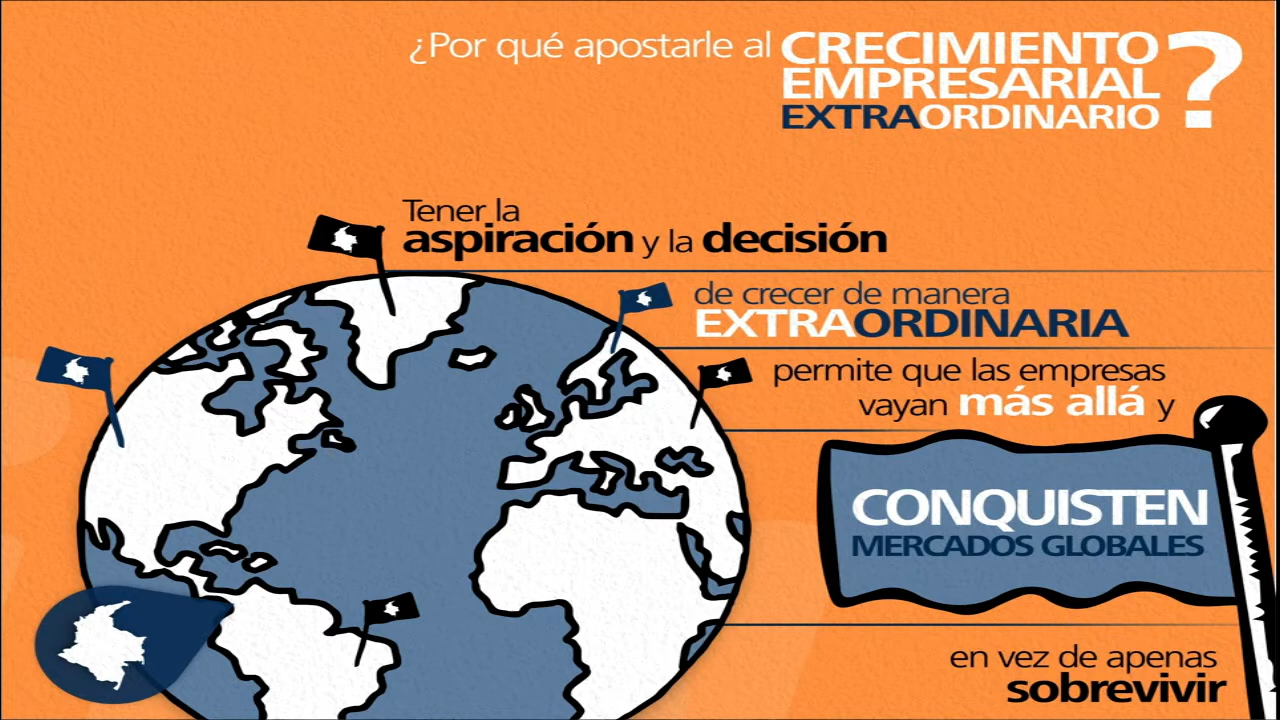 ¿Por qué apostarle al CRECIMIENTO
EMPRESARIAL
EXTRAORDINARIO?
Tener la
aspiración y la decisión
de crecer de manera
EXTRAORDINARIA
permite que las empresas
vayan más allá y
CONQUISTEN
MERCADOS GLOBALES
en vez de apenas
sobrevivir